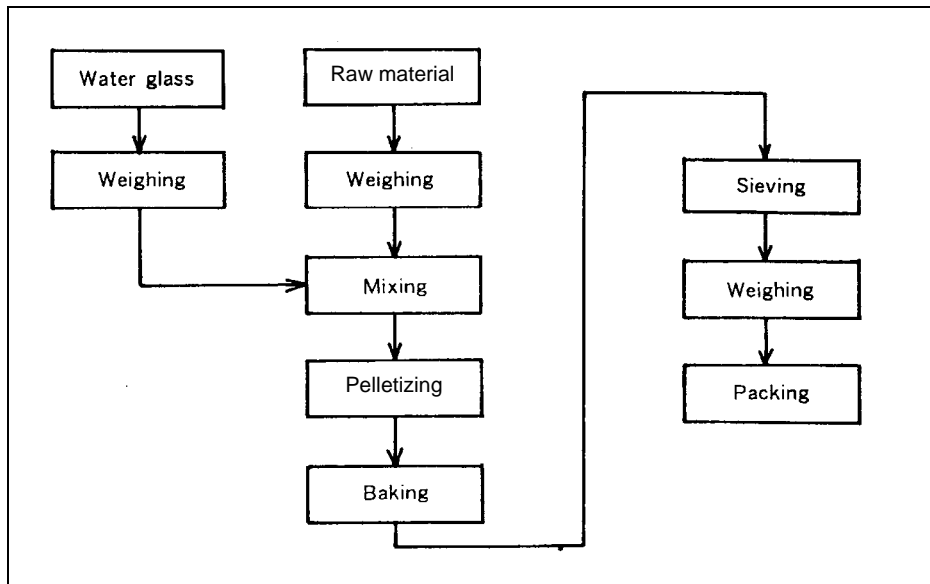 Water glass
Weighing
Raw material
Weighing
Mixing
Pelletizing
Baking
Sieving
Weighing
Packing